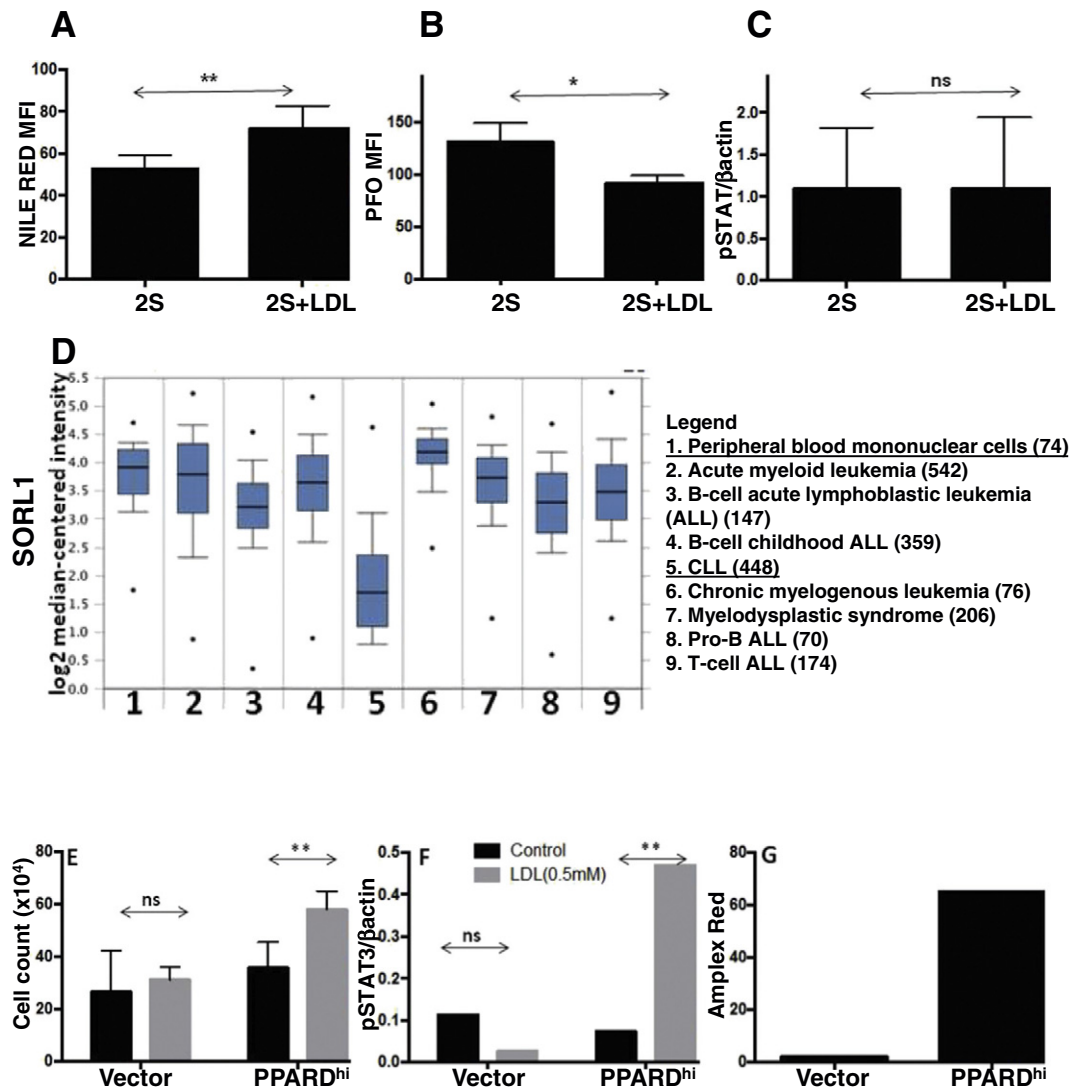 A
NILE RED MFI
100
80
60
40
20
0
**
2S
2S+LDL
B
PFO MFI
150
100
50
0
*
2S
2S+LDL
C
pSTAT/βactin
2.0
1.5
1.0
0.5
0.0
ns
2S
2S+LDL
D
SORL1
log2 median-centered intensity
5.5
5.0
4.5
4.0
3.5
3.0
2.5
2.0
1.5
1.0
0.5
0.0
1 2 3 4 5 6 7 8 9
Legend
1. Peripheral blood mononuclear cells (74)
2. Acute myeloid leukemia (542)
3. B-cell acute lymphoblastic leukemia
(ALL) (147)
4. B-cell childhood ALL (359)
5. CLL (448)
6. Chronic myelogenous leukemia (76)
7. Myelodysplastic syndrome (206)
8. Pro-B ALL (70)
9. T-cell ALL (174)
E
Cell count (x10⁴)
80
60
40
20
0
ns
**
Vector
PPARDʰⁱ
F
pSTAT3/βactin
0.5
0.4
0.3
0.2
0.1
0.0
Control
LDL(0.5mM)
ns
**
Vector
PPARDʰⁱ
G
Amplex Red
80
60
40
20
0
Vector
PPARDʰⁱ